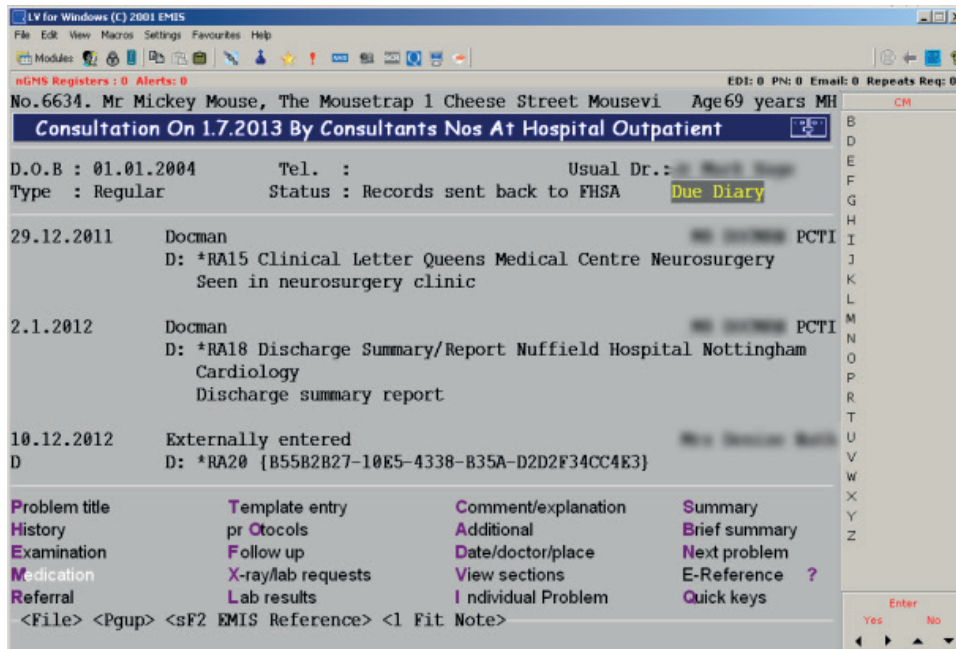 LV for Windows (C) 2001 EMIS
File Edit View Macros Settings Favourites Help
Modules
nGMS Registers : 0 Alerts: 0 EDI: 0 PN: 0 Email: 0 Repeats Req: 0
No.6634. Mr Mickey Mouse, The Mousetrap 1 Cheese Street Mousevi Age69 years MH CM
Consultation On 1.7.2013 By Consultants Nos At Hospital Outpatient
D.O.B : 01.01.2004 Tel. : Usual Dr.:
Type : Regular Status : Records sent back to FHSA Due Diary
29.12.2011 Docman PCTI
D: *RA15 Clinical Letter Queens Medical Centre Neurosurgery
Seen in neurosurgery clinic
2.1.2012 Docman PCTI
D: *RA18 Discharge Summary/Report Nuffield Hospital Nottingham
Cardiology
Discharge summary report
10.12.2012 Externally entered
D D: *RA20 {B55B2B27-10E5-4338-B35A-D2D2F34CC4E3}
Problem title Template entry Comment/explanation Summary
History pr Otocols Additional Brief summary
Examination Follow up Date/doctor/place Next problem
Medication X-ray/lab requests View sections E-Reference ?
Referral Lab results I ndividual Problem Quick keys
<File> <Pgup> <sF2 EMIS Reference> <1 Fit Note>
B
D
E
F
G
H
I
J
K
L
M
N
O
P
R
T
U
V
W
X
Y
Z
Enter
Yes No